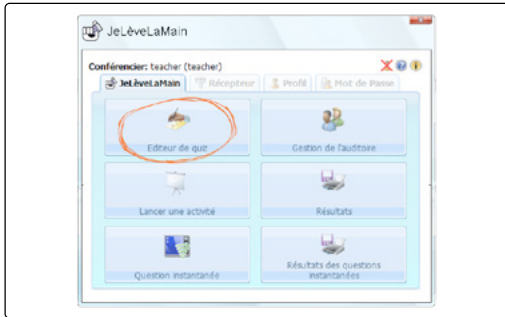 JeLèveLaMain
Conférencier: teacher (teacher)
JeLèveLaMain Récepteur Profil Mot de Passe
Editeur de quiz
Gestion de l'auditoire
Lancer une activité
Résultats
Question instantanée
Résultats des questions
instantanées